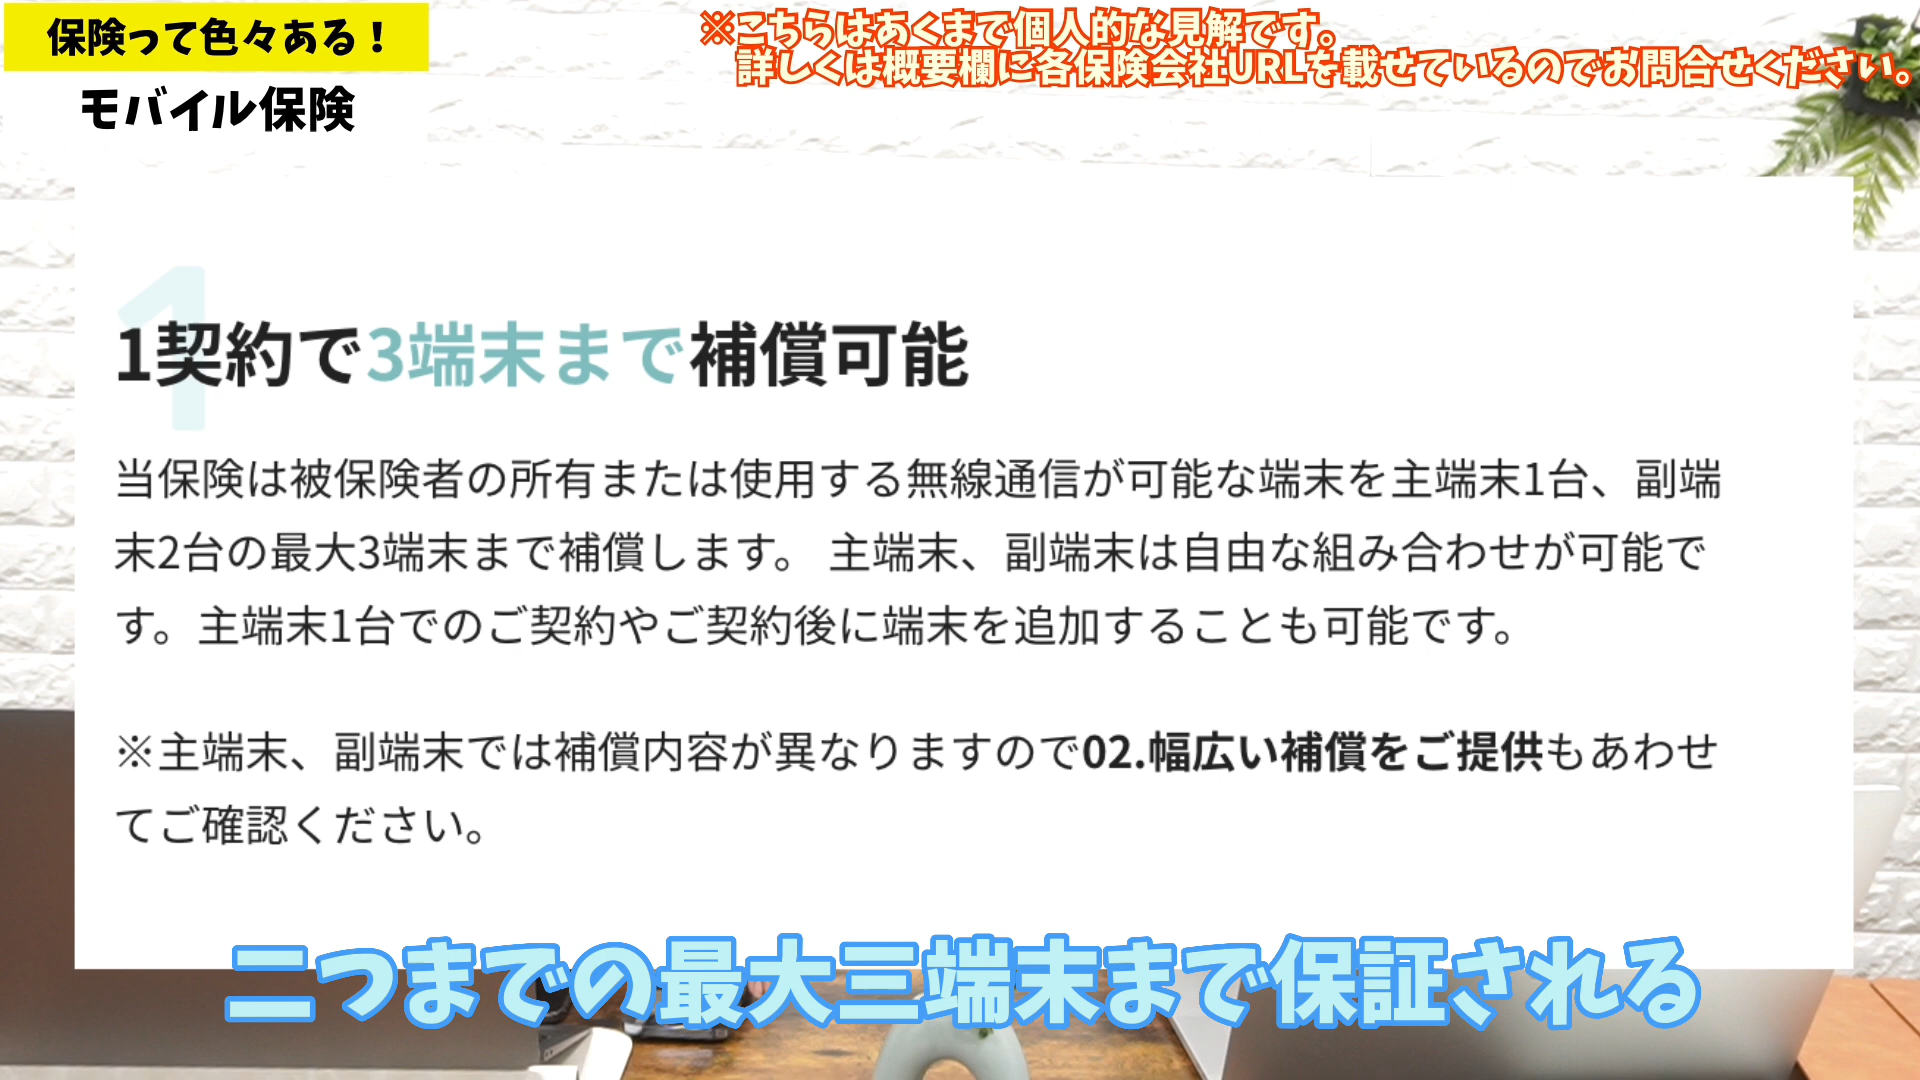 保険って色々ある！
モバイル保険
※こちらはあくまで個人的な見解です。
詳しくは概要欄に各保険会社URLを載せているのでお問合せください。
1
1契約で3端末まで補償可能
当保険は被保険者の所有または使用する無線通信が可能な端末を主端末1台、副端
末2台の最大3端末まで補償します。 主端末、副端末は自由な組み合わせが可能で
す。主端末1台でのご契約やご契約後に端末を追加することも可能です。
※主端末、副端末では補償内容が異なりますので02.幅広い補償をご提供もあわせ
てご確認ください。
二つまでの最大三端末まで保証される